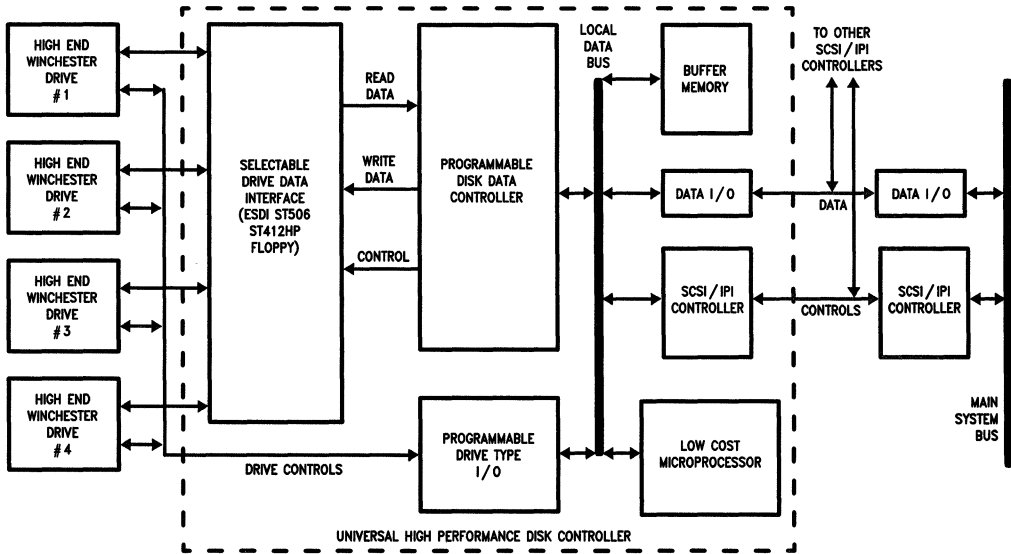 HIGH END
WINCHESTER
DRIVE
#1
HIGH END
WINCHESTER
DRIVE
#2
HIGH END
WINCHESTER
DRIVE
#3
HIGH END
WINCHESTER
DRIVE
#4
SELECTABLE
DRIVE DATA
INTERFACE
(ESDI ST506
ST412HP
FLOPPY)
READ
DATA
WRITE
DATA
CONTROL
PROGRAMMABLE
DISK DATA
CONTROLLER
DRIVE CONTROLS
PROGRAMMABLE
DRIVE TYPE
I/O
LOCAL
DATA
BUS
BUFFER
MEMORY
DATA I/O
SCSI/IPI
CONTROLLER
LOW COST
MICROPROCESSOR
TO OTHER
SCSI/IPI
CONTROLLERS
DATA
CONTROLS
DATA I/O
SCSI/IPI
CONTROLLER
MAIN
SYSTEM
BUS
UNIVERSAL HIGH PERFORMANCE DISK CONTROLLER